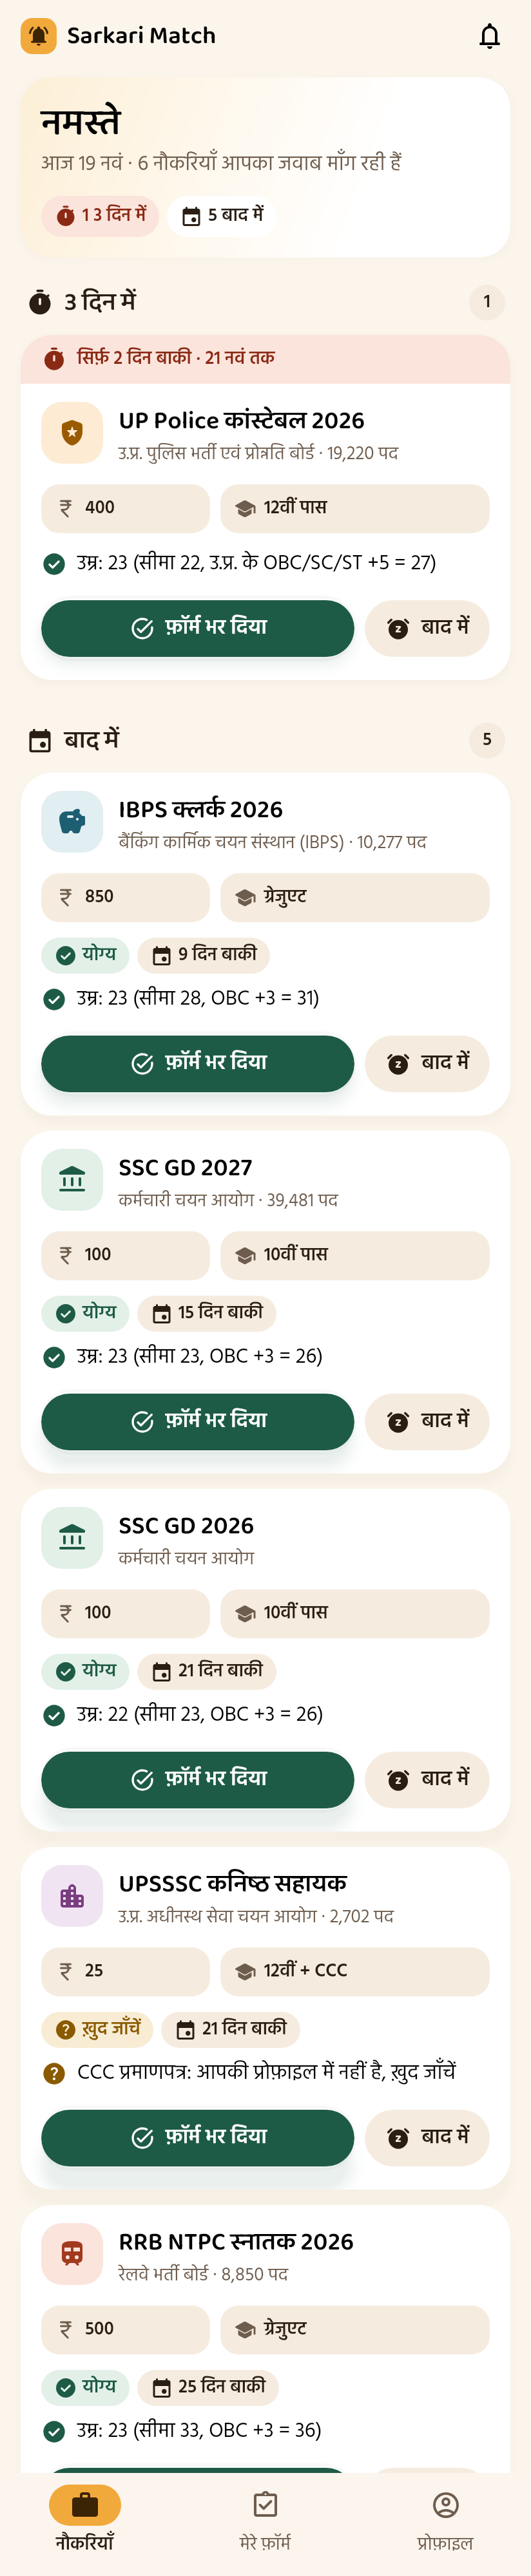 Sarkari Match
नमस्ते
आज 19 नवं · 6 नौकरियाँ आपका जवाब माँग रही हैं
1 3 दिन में
5 बाद में
3 दिन में
1
सिर्फ़ 2 दिन बाकी · 21 नवं तक
UP Police कांस्टेबल 2026
उ.प्र. पुलिस भर्ती एवं प्रोन्नति बोर्ड · 19,220 पद
₹ 400
12वीं पास
उम्र: 23 (सीमा 22, उ.प्र. के OBC/SC/ST +5 = 27)
फ़ॉर्म भर दिया
बाद में
बाद में
5
IBPS क्लर्क 2026
बैंकिंग कार्मिक चयन संस्थान (IBPS) · 10,277 पद
₹ 850
ग्रेजुएट
योग्य
9 दिन बाकी
उम्र: 23 (सीमा 28, OBC +3 = 31)
फ़ॉर्म भर दिया
बाद में
SSC GD 2027
कर्मचारी चयन आयोग · 39,481 पद
₹ 100
10वीं पास
योग्य
15 दिन बाकी
उम्र: 23 (सीमा 23, OBC +3 = 26)
फ़ॉर्म भर दिया
बाद में
SSC GD 2026
कर्मचारी चयन आयोग
₹ 100
10वीं पास
योग्य
21 दिन बाकी
उम्र: 22 (सीमा 23, OBC +3 = 26)
फ़ॉर्म भर दिया
बाद में
UPSSSC कनिष्ठ सहायक
उ.प्र. अधीनस्थ सेवा चयन आयोग · 2,702 पद
₹ 25
12वीं + CCC
ख़ुद जाँचें
21 दिन बाकी
CCC प्रमाणपत्र: आपकी प्रोफ़ाइल में नहीं है, ख़ुद जाँचें
फ़ॉर्म भर दिया
बाद में
RRB NTPC स्नातक 2026
रेलवे भर्ती बोर्ड · 8,850 पद
₹ 500
ग्रेजुएट
योग्य
25 दिन बाकी
उम्र: 23 (सीमा 33, OBC +3 = 36)
नौकरियाँ
मेरे फ़ॉर्म
प्रोफ़ाइल